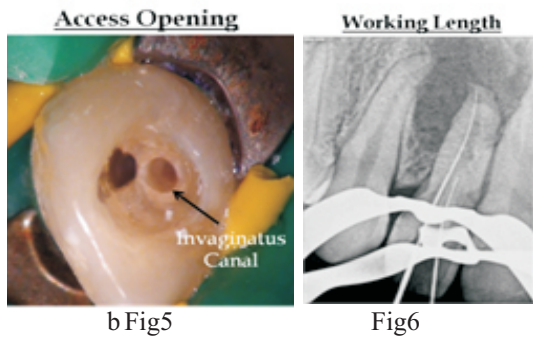 Access Opening
Working Length
Invaginatus
Canal
b Fig5
Fig6